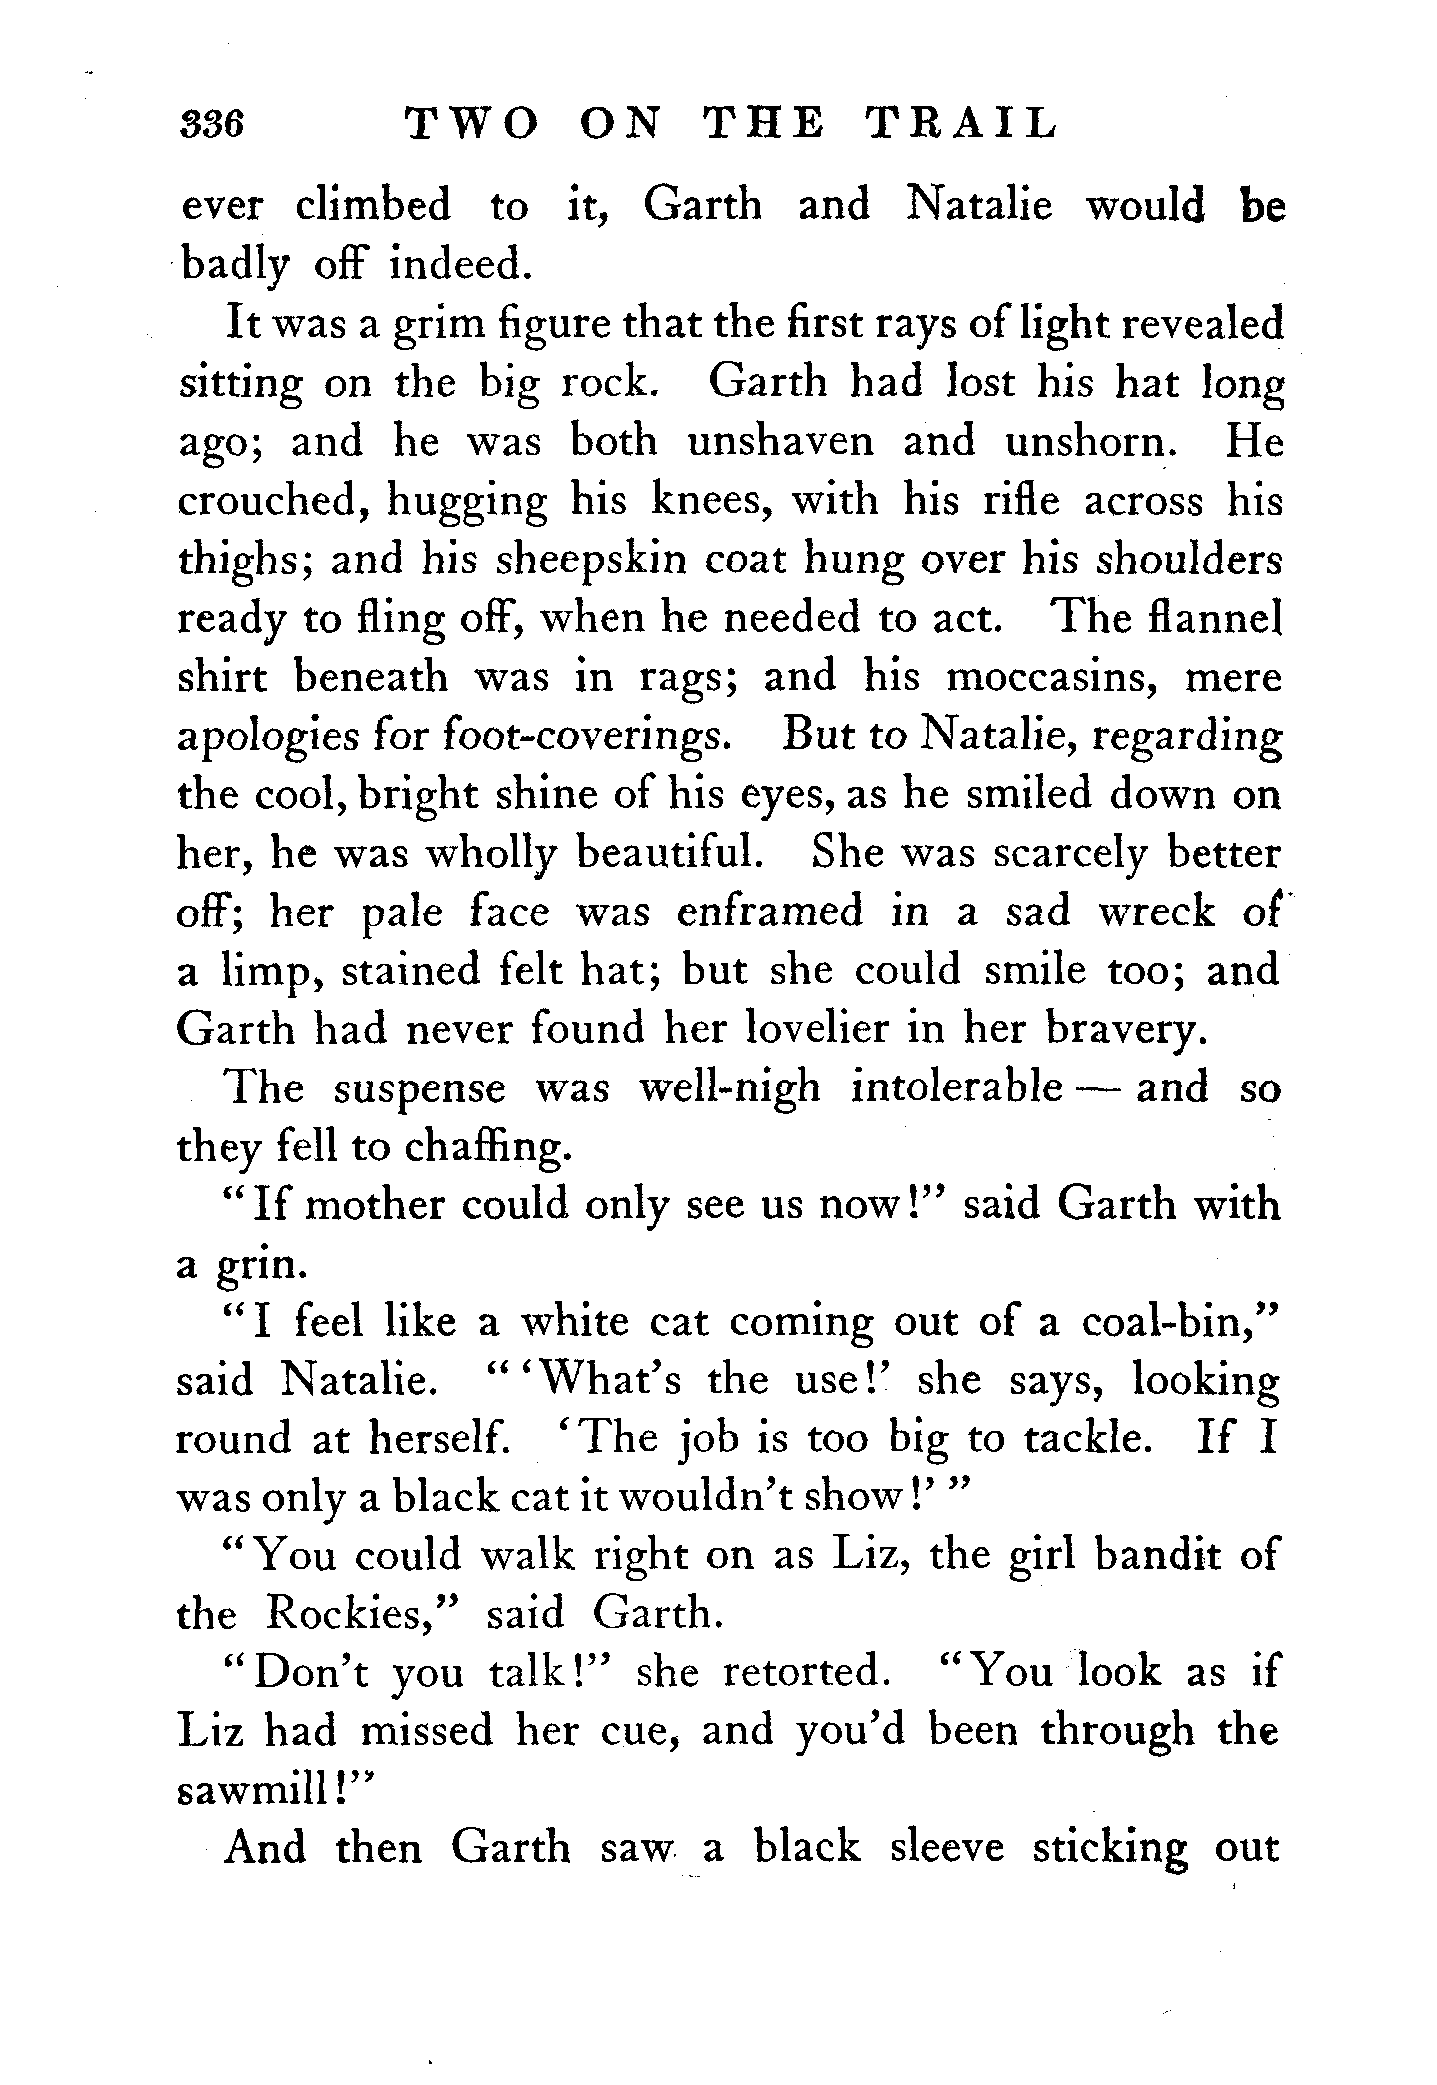 336 TWO ON THE TRAIL
ever climbed to it, Garth and Natalie would be
badly off indeed.
It was a grim figure that the first rays of light revealed
sitting on the big rock. Garth had lost his hat long
ago; and he was both unshaven and unshorn. He
crouched, hugging his knees, with his rifle across his
thighs; and his sheepskin coat hung over his shoulders
ready to fling off, when he needed to act. The flannel
shirt beneath was in rags; and his moccasins, mere
apologies for foot-coverings. But to Natalie, regarding
the cool, bright shine of his eyes, as he smiled down on
her, he was wholly beautiful. She was scarcely better
off; her pale face was enframed in a sad wreck of
a limp, stained felt hat; but she could smile too; and
Garth had never found her lovelier in her bravery.
The suspense was well-nigh intolerable — and so
they fell to chaffing.
"If mother could only see us now!" said Garth with
a grin.
"I feel like a white cat coming out of a coal-bin,"
said Natalie. "'What's the use!' she says, looking
round at herself. 'The job is too big to tackle. If I
was only a black cat it wouldn't show!'"
"You could walk right on as Liz, the girl bandit of
the Rockies," said Garth.
"Don't you talk!" she retorted. "You look as if
Liz had missed her cue, and you'd been through the
sawmill!"
And then Garth saw a black sleeve sticking out